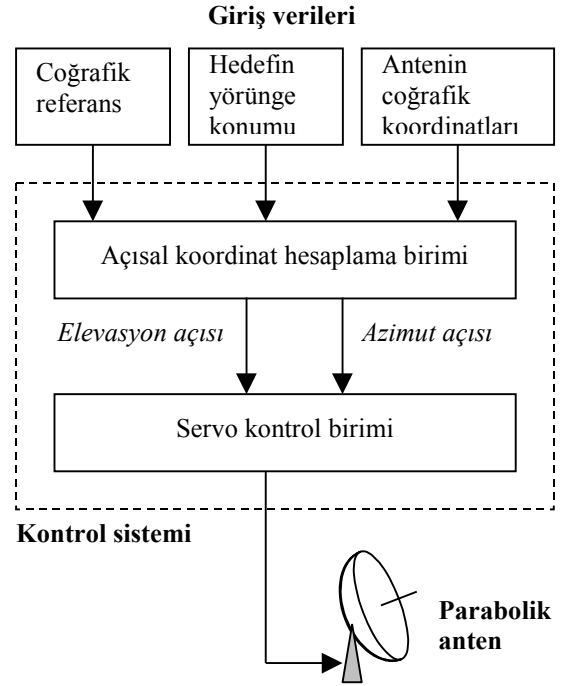 Giriş verileri
Coğrafik
referans
Hedefin
yörünge
konumu
Antenin
coğrafik
koordinatları
Açısal koordinat hesaplama birimi
Elevasyon açısı
Azimut açısı
Servo kontrol birimi
Kontrol sistemi
Parabolik
anten